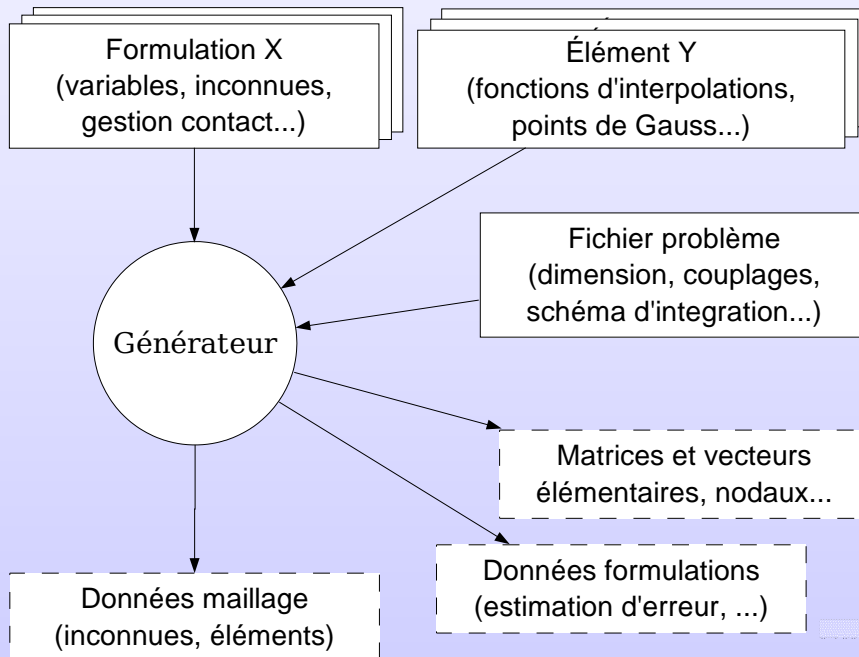 Formulation X
(variables, inconnues,
gestion contact...)
Élément Y
(fonctions d'interpolations,
points de Gauss...)
Fichier problème
(dimension, couplages,
schéma d'integration...)
Générateur
Matrices et vecteurs
élémentaires, nodaux...
Données formulations
(estimation d'erreur, ...)
Données maillage
(inconnues, éléments)